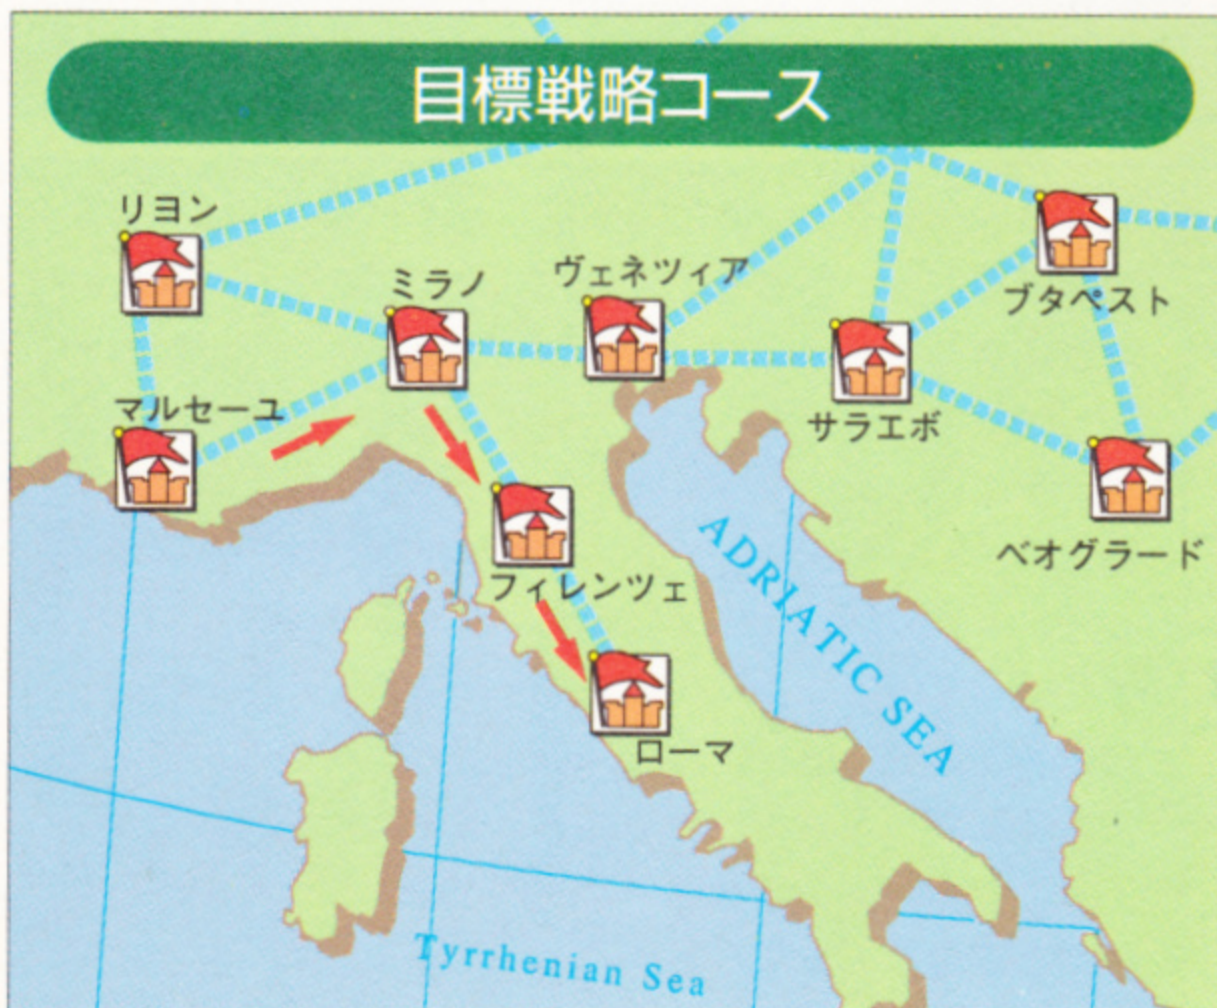 目標戦略コース
リヨン
ミラノ
ヴェネツィア
ブタペスト
マルセーユ
サラエボ
ベオグラード
フィレンツェ
ローマ
ADRIATIC SEA
Tyrrhenian Sea